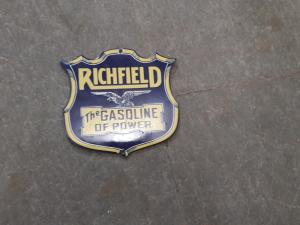 RICHFIELD
The GASOLINE
OF POWER